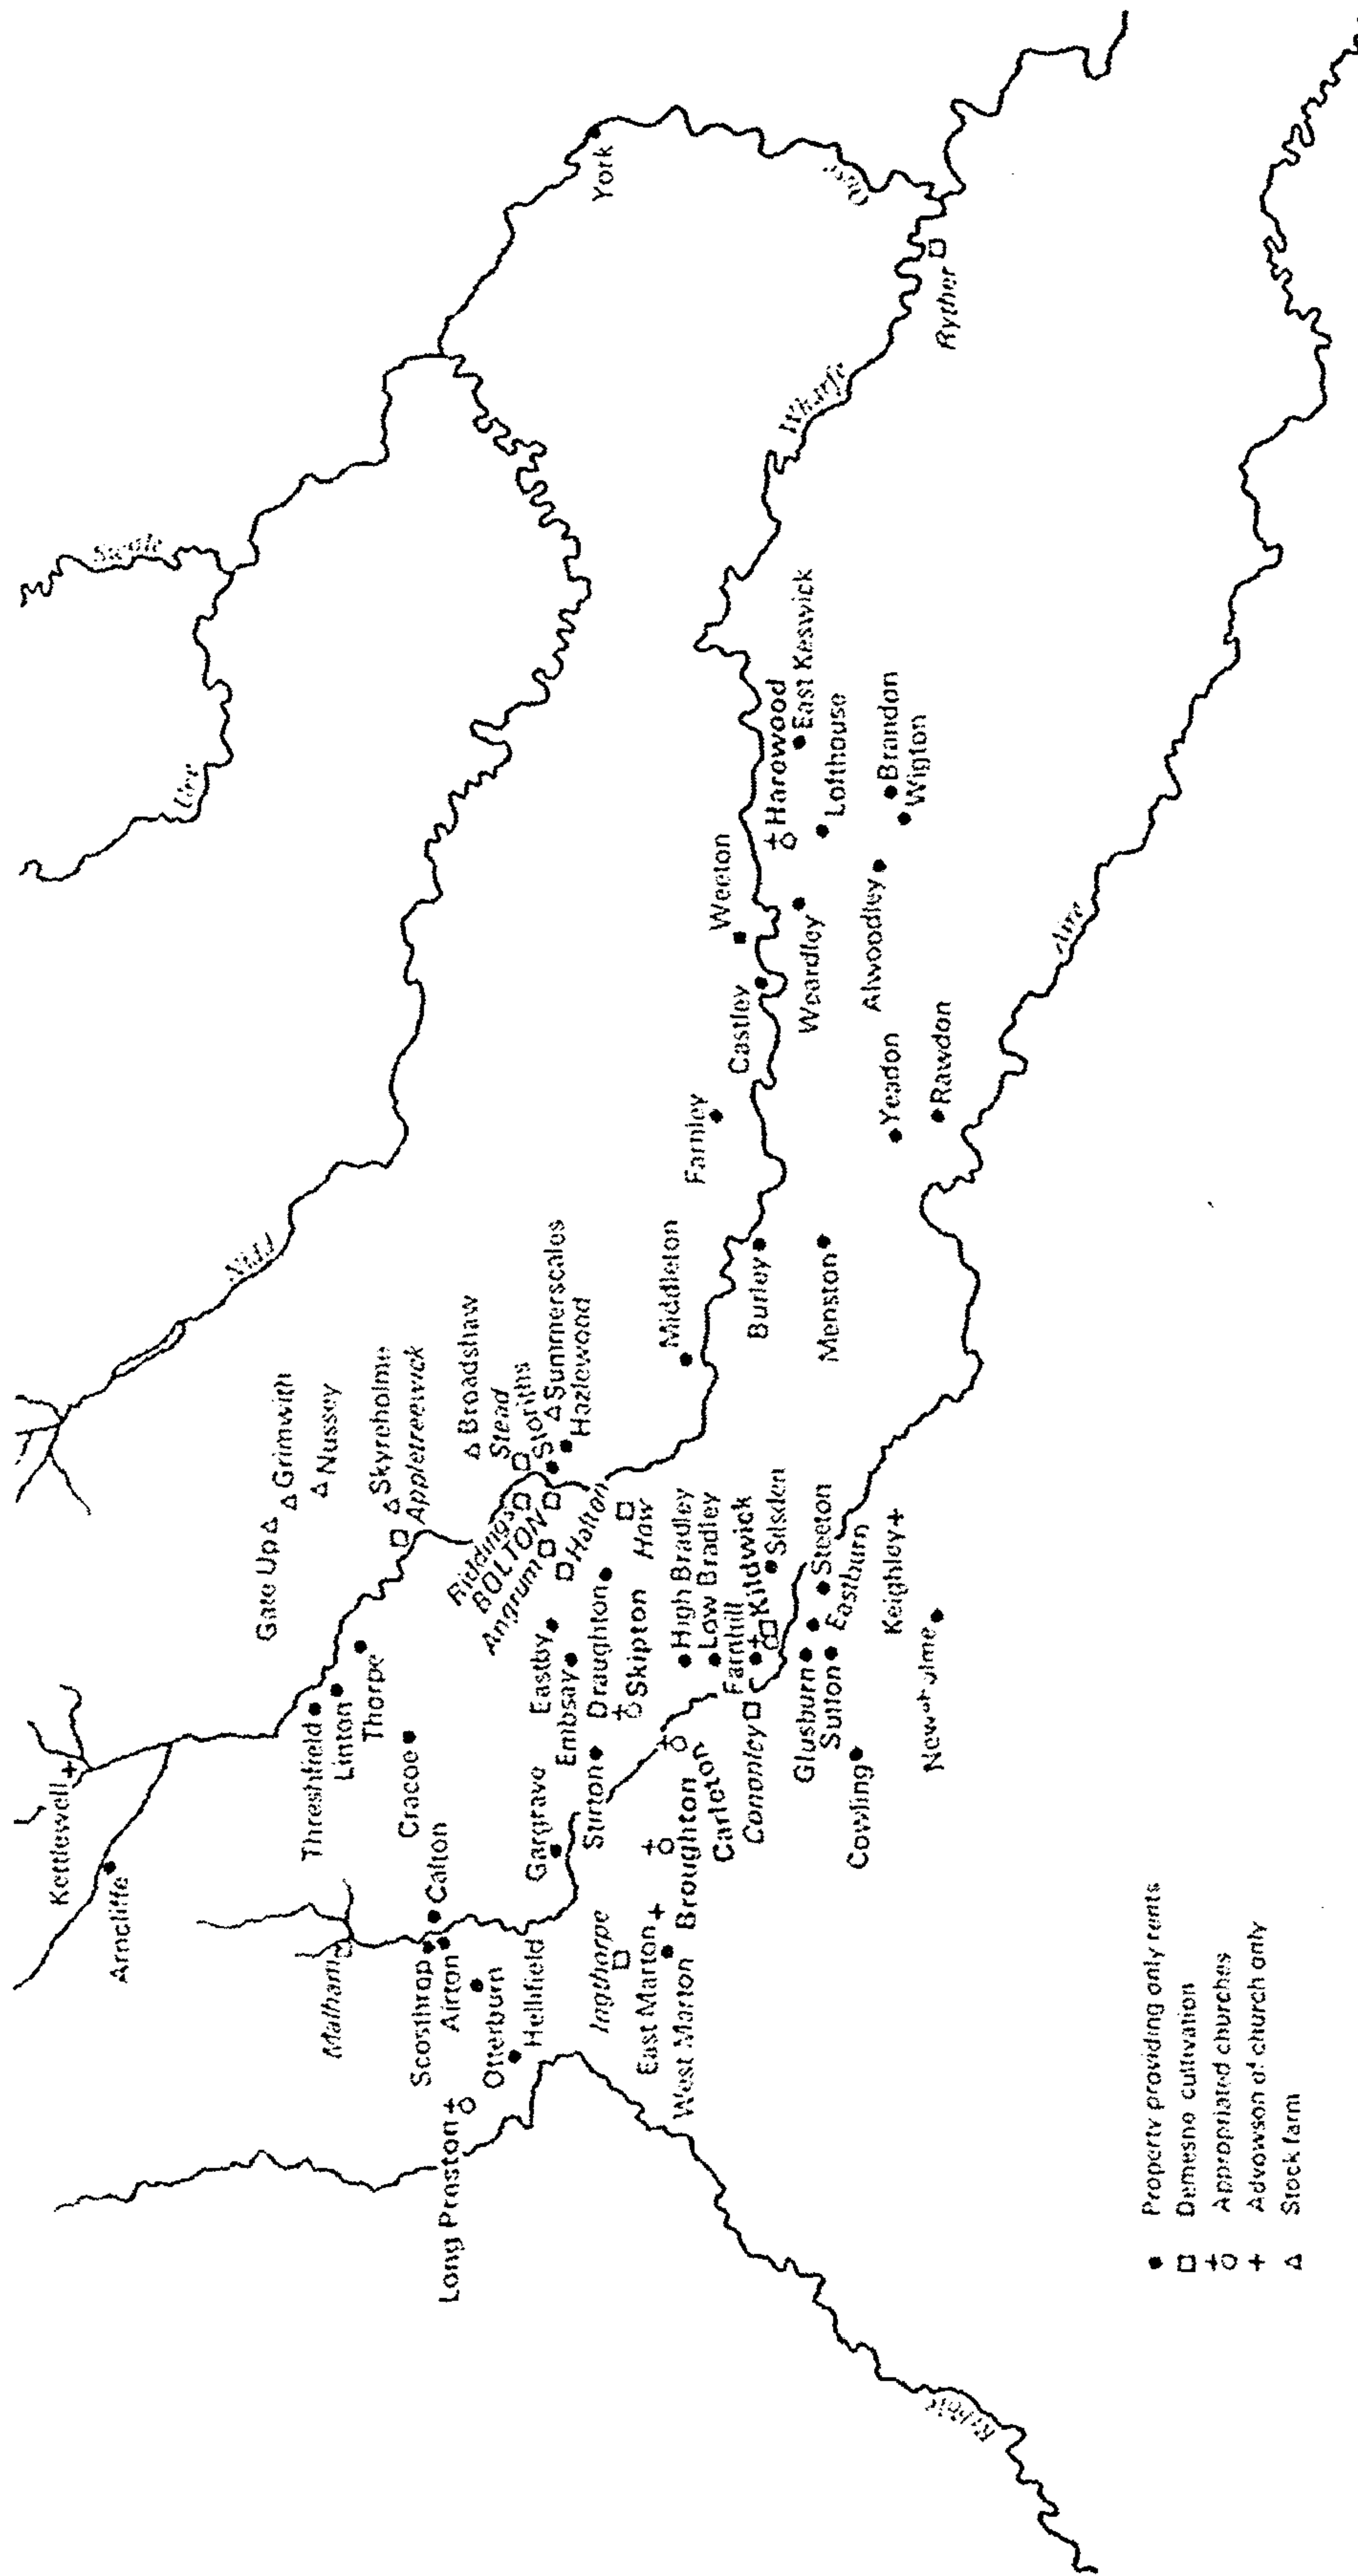 Kettlewell
Arncliffe
Malham
Scosthrop
Airton
Calton
Otterburn
Hellifield
Long Preston
Threshfield
Linton
Thorpe
Cracoe
Gate Up
Grimwith
Nussey
Skyreholme
Appletreewick
Broadshaw
Stead
Storiths
Summerscales
Hazlewood
Riddings
BOLTON
Angrum
Halton
Haw
Eastby
Embsay
Draughton
Skipton
Gargrave
Stirton
Ingthorpe
East Marton
West Marton
Broughton
Carleton
Cononley
High Bradley
Low Bradley
Farnhill
Kildwick
Silsden
Glusburn
Sutton
Steeton
Eastburn
Cowling
Keighley
Middleton
Burley
Menston
Farnley
Castley
Weeton
Weardley
Harowood
East Keswick
Lofthouse
Alwoodley
Brandon
Wigton
Yeadon
Rawdon
York
Ryther
Swale
Ure
Nidd
Ouse
Wharfe
Aire
Ribble
Property providing only rents
Demesne cultivation
Appropriated churches
Advowson of church only
Stock farm